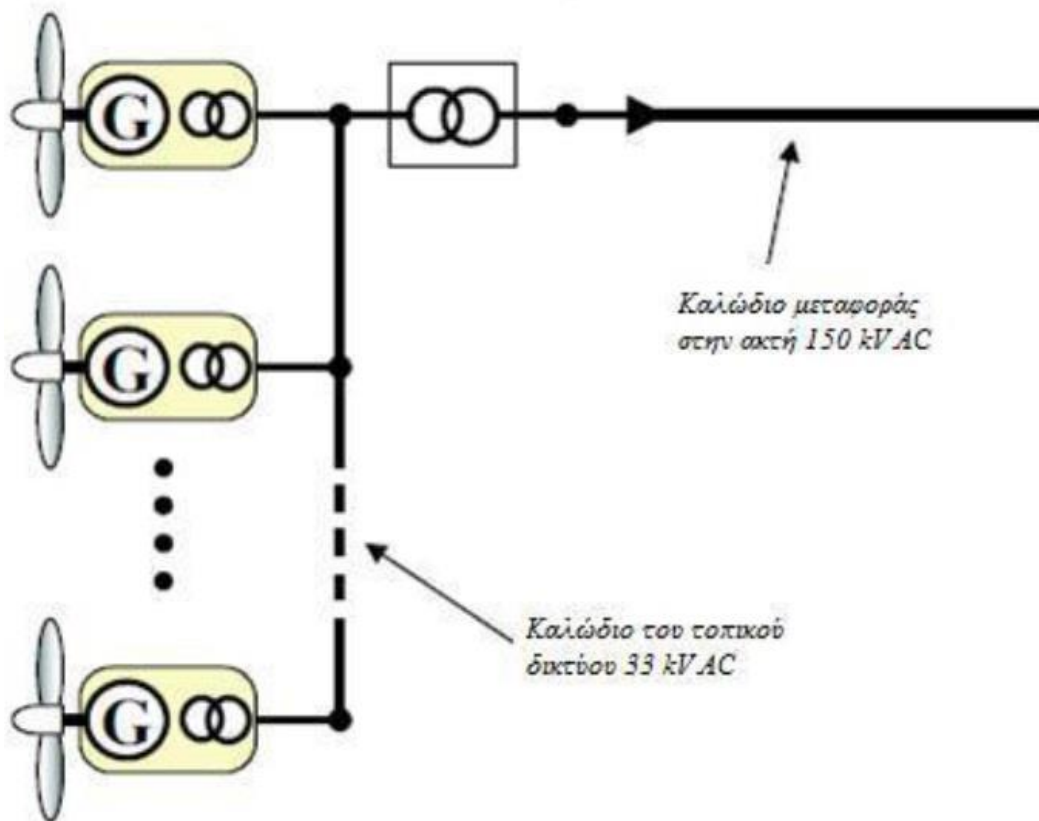 G
Καλώδιο μεταφοράς
στην ακτή 150 kV AC
G
Καλώδιο του τοπικού
δικτύου 33 kV AC
G